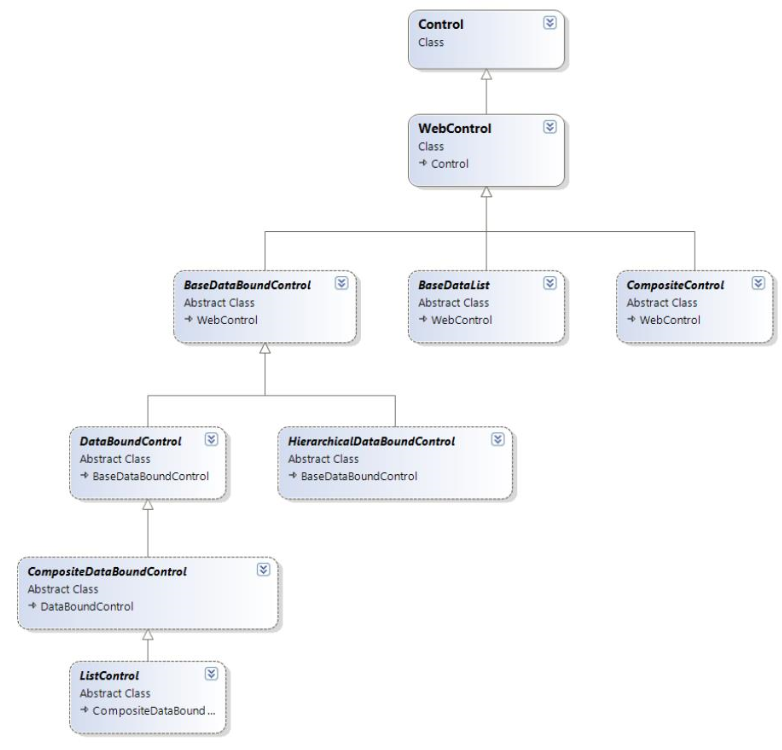 Control
Class
WebControl
Class
Control
BaseDataBoundControl
Abstract Class
WebControl
BaseDataList
Abstract Class
WebControl
CompositeControl
Abstract Class
WebControl
DataBoundControl
Abstract Class
BaseDataBoundControl
HierarchicalDataBoundControl
Abstract Class
BaseDataBoundControl
CompositeDataBoundControl
Abstract Class
DataBoundControl
ListControl
Abstract Class
CompositeDataBound...